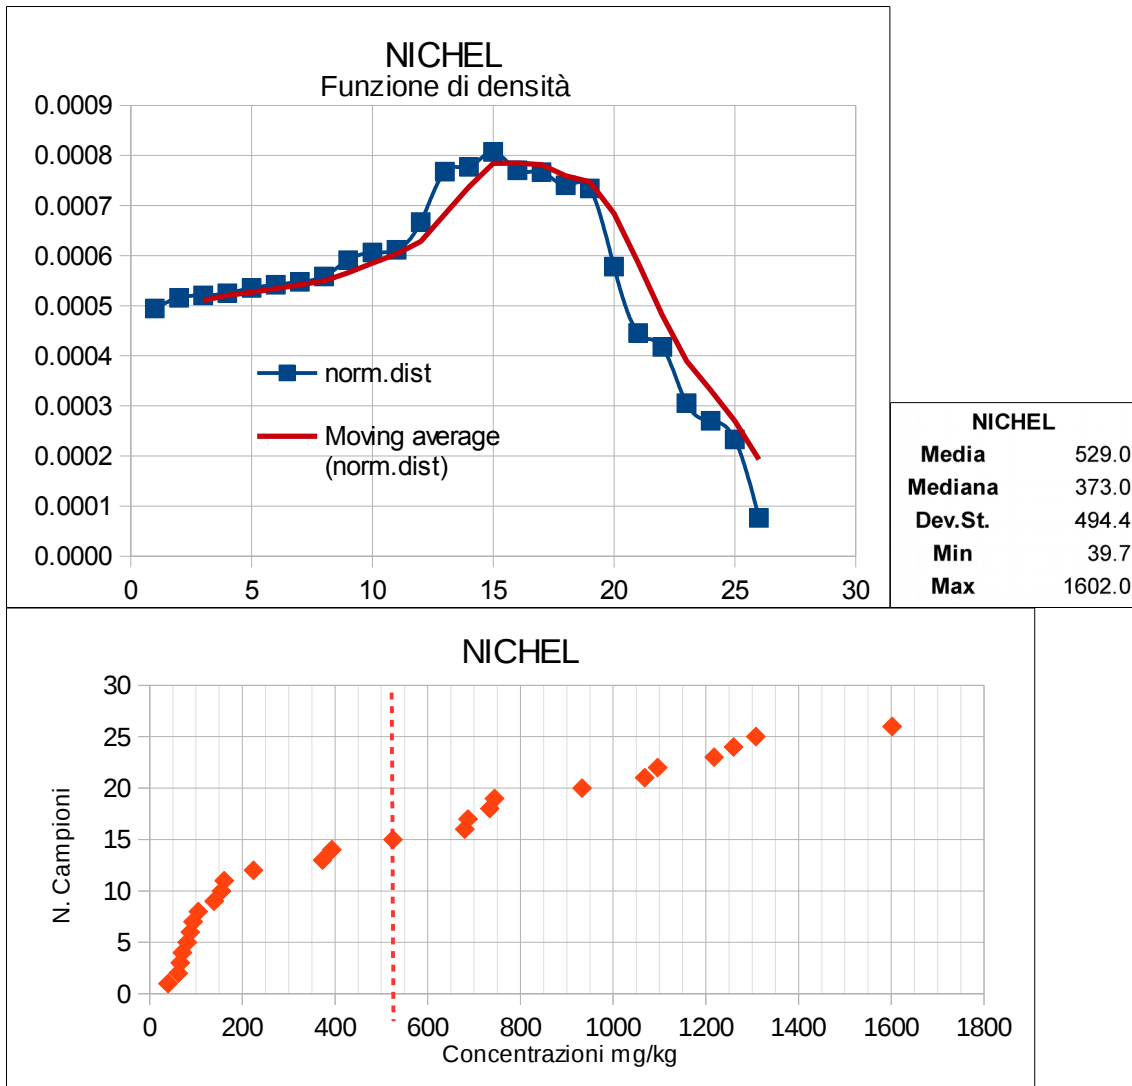 NICHEL
Funzione di densità
0.0009
0.0008
0.0007
0.0006
0.0005
0.0004
0.0003
0.0002
0.0001
0.0000
norm.dist
Moving average
(norm.dist)
0 5 10 15 20 25 30
NICHEL
Media 529.0
Mediana 373.0
Dev.St. 494.4
Min 39.7
Max 1602.0
NICHEL
30
25
20
15
10
5
0
N. Campioni
0 200 400 600 800 1000 1200 1400 1600 1800
Concentrazioni mg/kg